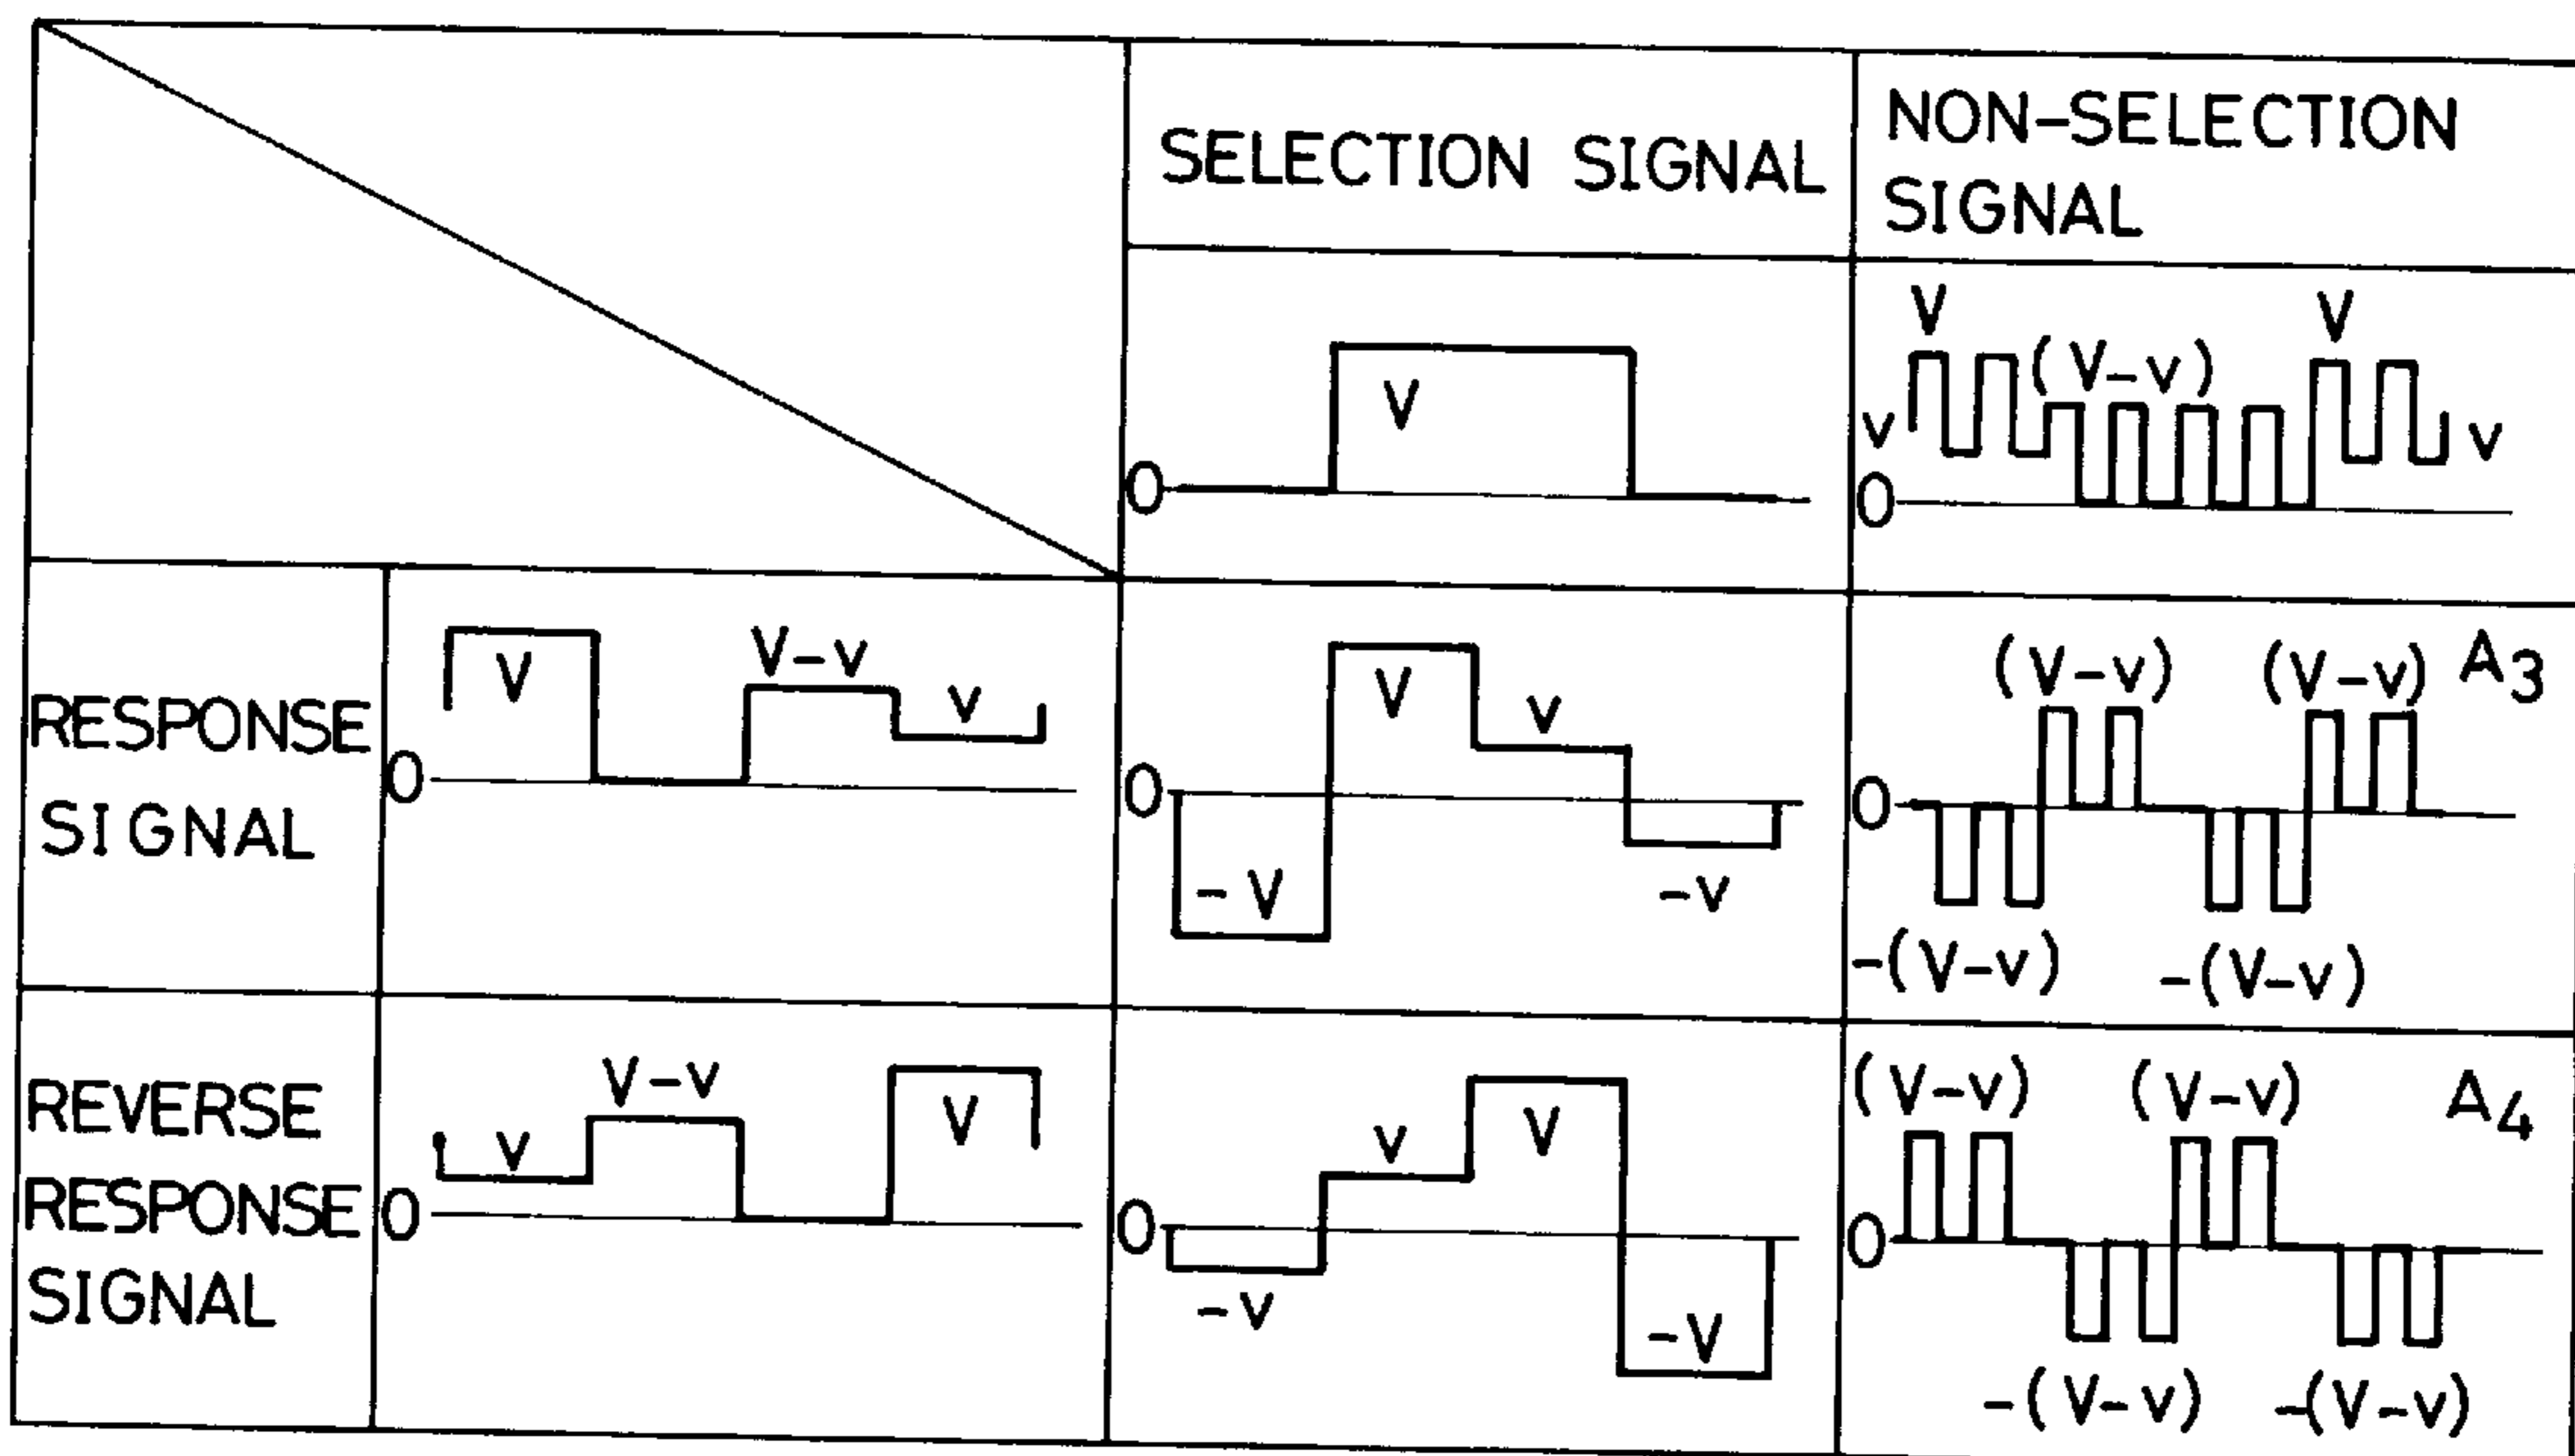 SELECTION SIGNAL
NON-SELECTION
SIGNAL
V
0
V
(V-v)
V
v
v
0
RESPONSE
SIGNAL
V
V-v
v
0
V
v
0
-V
-v
(V-v)
(V-v)
A3
0
-(V-v)
-(V-v)
REVERSE
RESPONSE
SIGNAL
V-v
v
V
0
v
V
0
-v
-V
(V-v)
(V-v)
A4
0
-(V-v)
-(V-v)